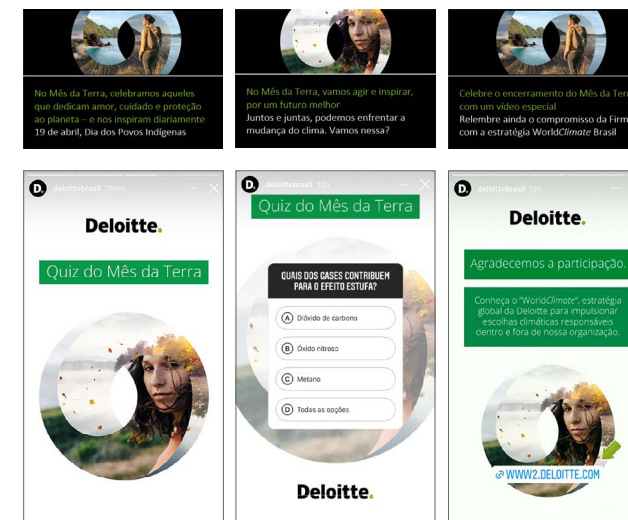 No Mês da Terra, celebramos aqueles
que dedicam amor, cuidado e proteção
ao planeta – e nos inspiram diariamente
19 de abril, Dia dos Povos Indígenas
No Mês da Terra, vamos agir e inspirar,
por um futuro melhor
Juntos e juntas, podemos enfrentar a
mudança do clima. Vamos nessa?
Celebre o encerramento do Mês da Ter
com um vídeo especial
Relembre ainda o compromisso da Firm
com a estratégia WorldClimate Brasil
D. deloittebrasil
Deloitte.
Quiz do Mês da Terra
D. deloittebrasil 12h
Quiz do Mês da Terra
QUAIS DOS GASES CONTRIBUEM
PARA O EFEITO ESTUFA?
A Dióxido de carbono
B Óxido nitroso
C Metano
D Todas as opções
Deloitte.
D. deloittebrasil 12h
Deloitte.
Agradecemos a participação.
Conheça o "WorldClimate", estratégia
global da Deloitte para impulsionar
escolhas climáticas responsáveis
dentro e fora de nossa organização.
WWW2.DELOITTE.COM